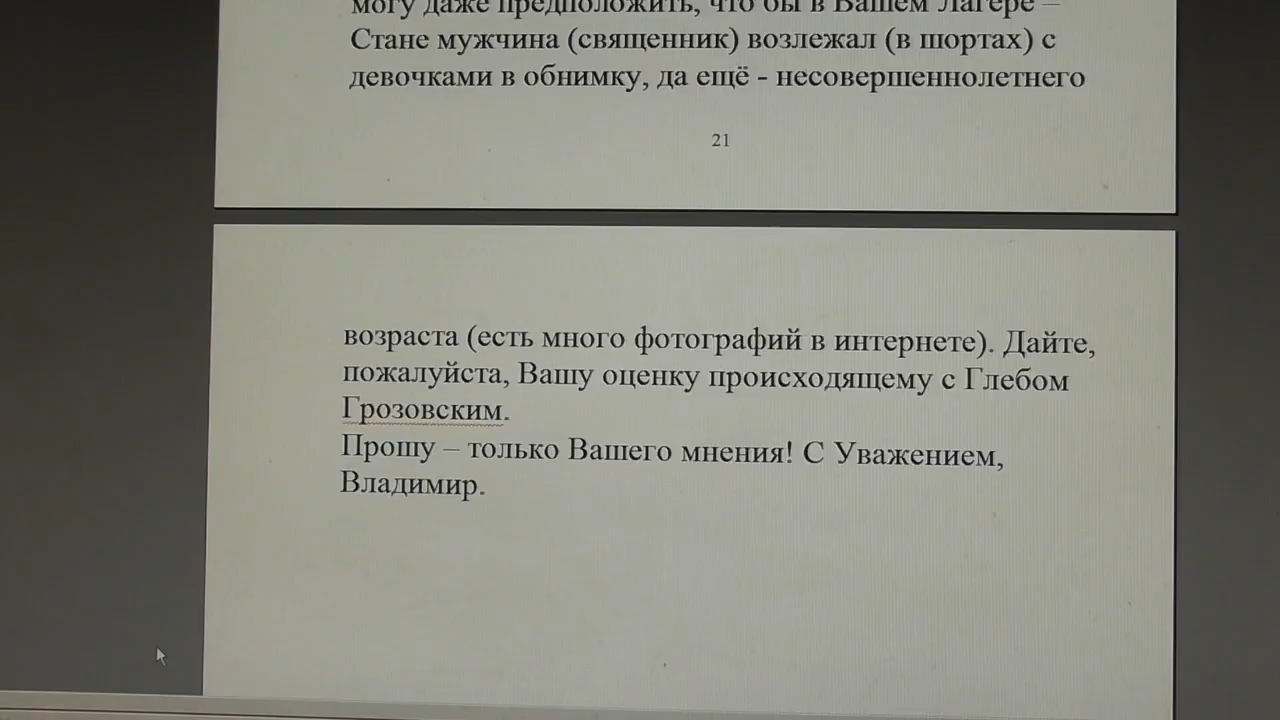 могу даже предположить, что бы в Вашем Лагере –
Стане мужчина (священник) возлежал (в шортах) с
девочками в обнимку, да ещё - несовершеннолетнего
21
возраста (есть много фотографий в интернете). Дайте,
пожалуйста, Вашу оценку происходящему с Глебом
Грозовским.
Прошу – только Вашего мнения! С Уважением,
Владимир.